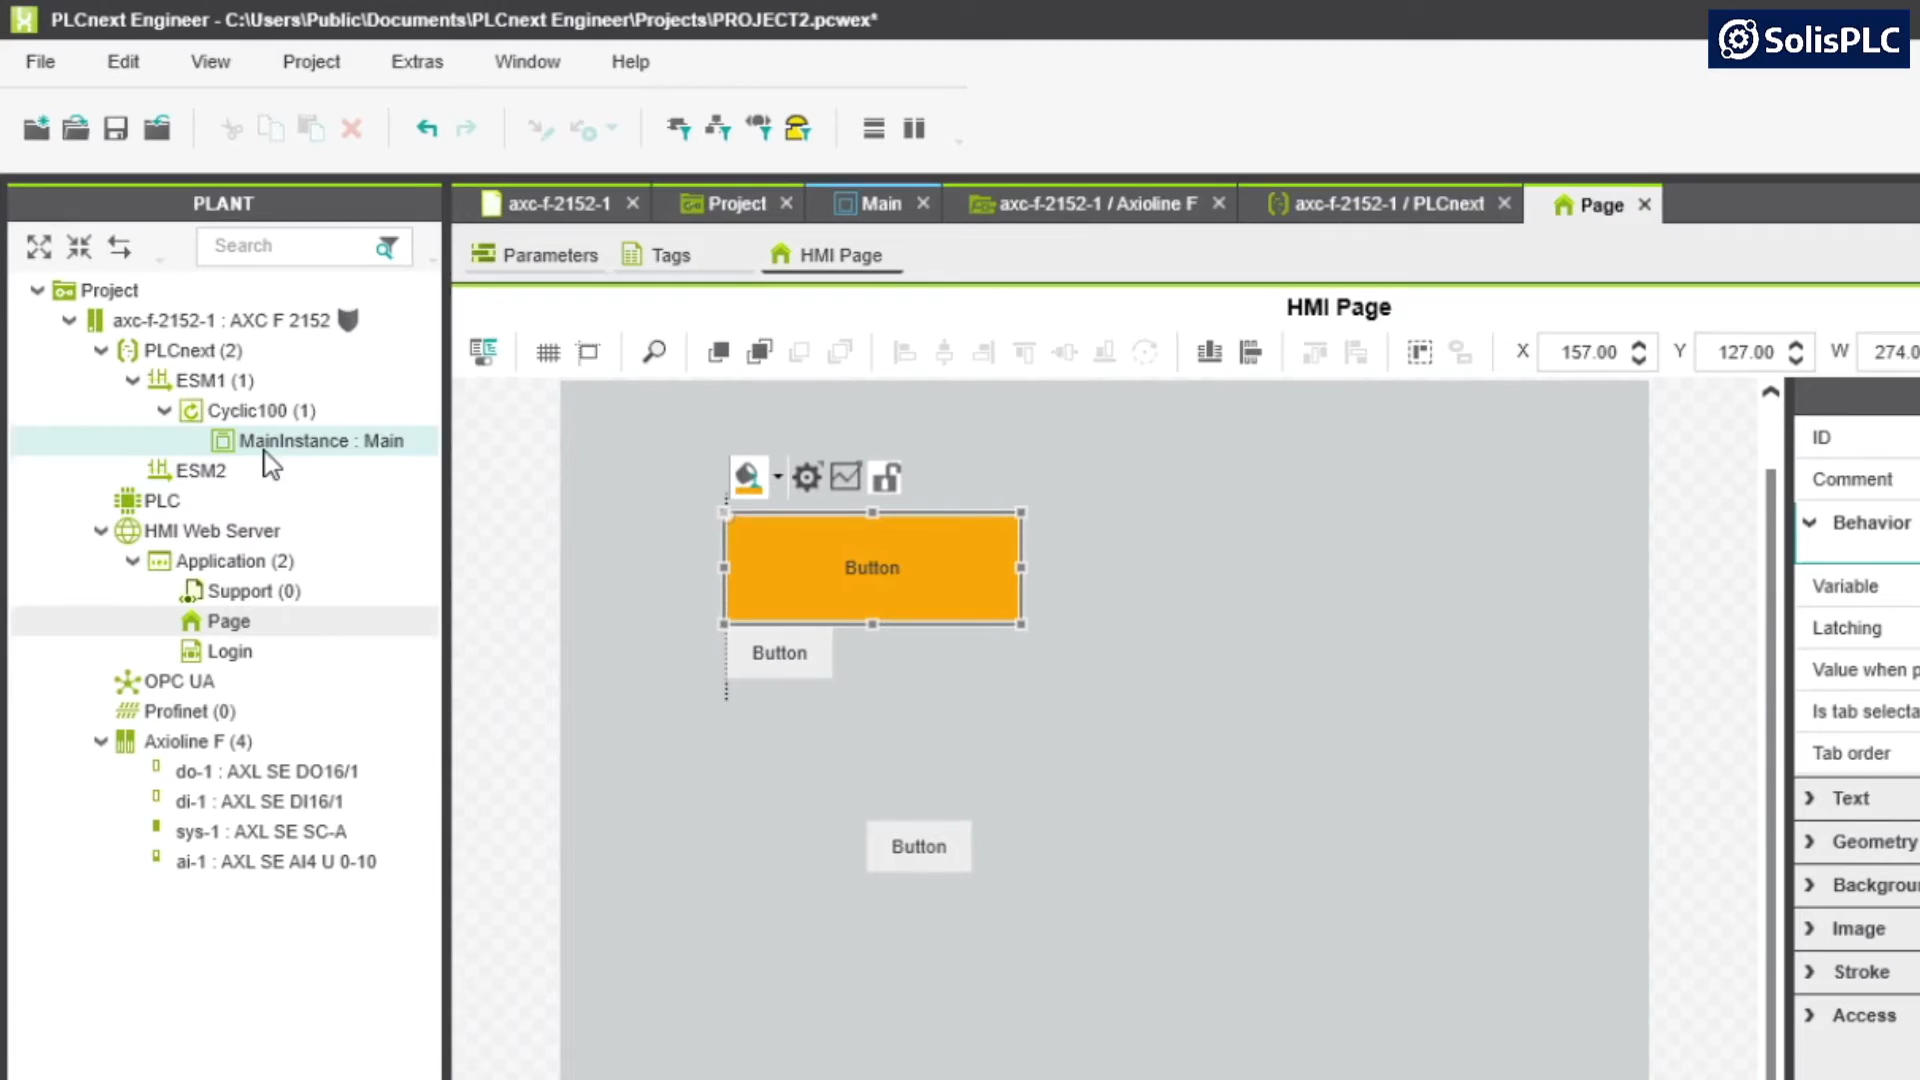 PLCnext Engineer - C:\Users\Public\Documents\PLCnext Engineer\Projects\PROJECT2.pcwex*
SolisPLC
File Edit View Project Extras Window Help
PLANT
axc-f-2152-1 Project Main axc-f-2152-1 / Axioline F axc-f-2152-1 / PLCnext Page
Search
Parameters Tags HMI Page
Project
HMI Page
axc-f-2152-1 : AXC F 2152
PLCnext (2)
X 157.00 Y 127.00 W 274.0
ESM1 (1)
Cyclic100 (1)
MainInstance : Main
ESM2
PLC
HMI Web Server
Application (2)
Support (0)
Page
Login
OPC UA
Profinet (0)
Axioline F (4)
do-1 : AXL SE DO16/1
di-1 : AXL SE DI16/1
sys-1 : AXL SE SC-A
ai-1 : AXL SE AI4 U 0-10
Button
Button
Button
ID
Comment
Behavior
Variable
Latching
Value when p
Is tab selecta
Tab order
Text
Geometry
Backgrou
Image
Stroke
Access